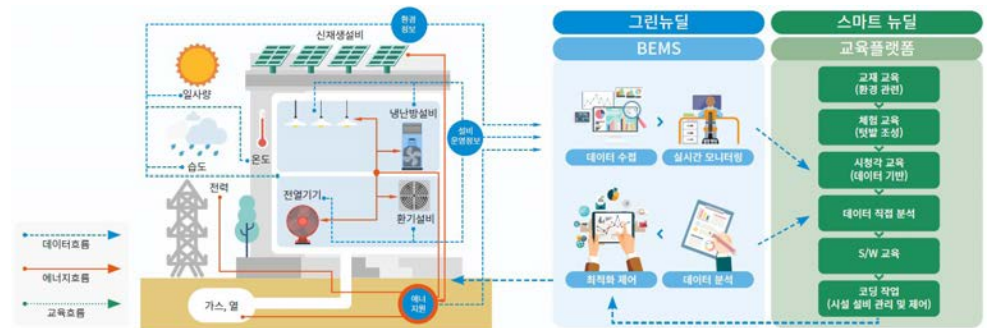 환경
정보
신재생설비
일사량
냉난방설비
설비
운영정보
습도
온도
전력
전열기기
환기설비
데이터흐름
에너지흐름
교육흐름
가스, 열
에너
지원
그린뉴딜
BEMS
데이터 수집
실시간 모니터링
최적화 제어
데이터 분석
스마트 뉴딜
교육플랫폼
교재 교육
(환경 관련)
체험 교육
(텃밭 조성)
시청각 교육
(데이터 기반)
데이터 직접 분석
S/W 교육
코딩 작업
(시설 설비 관리 및 제어)